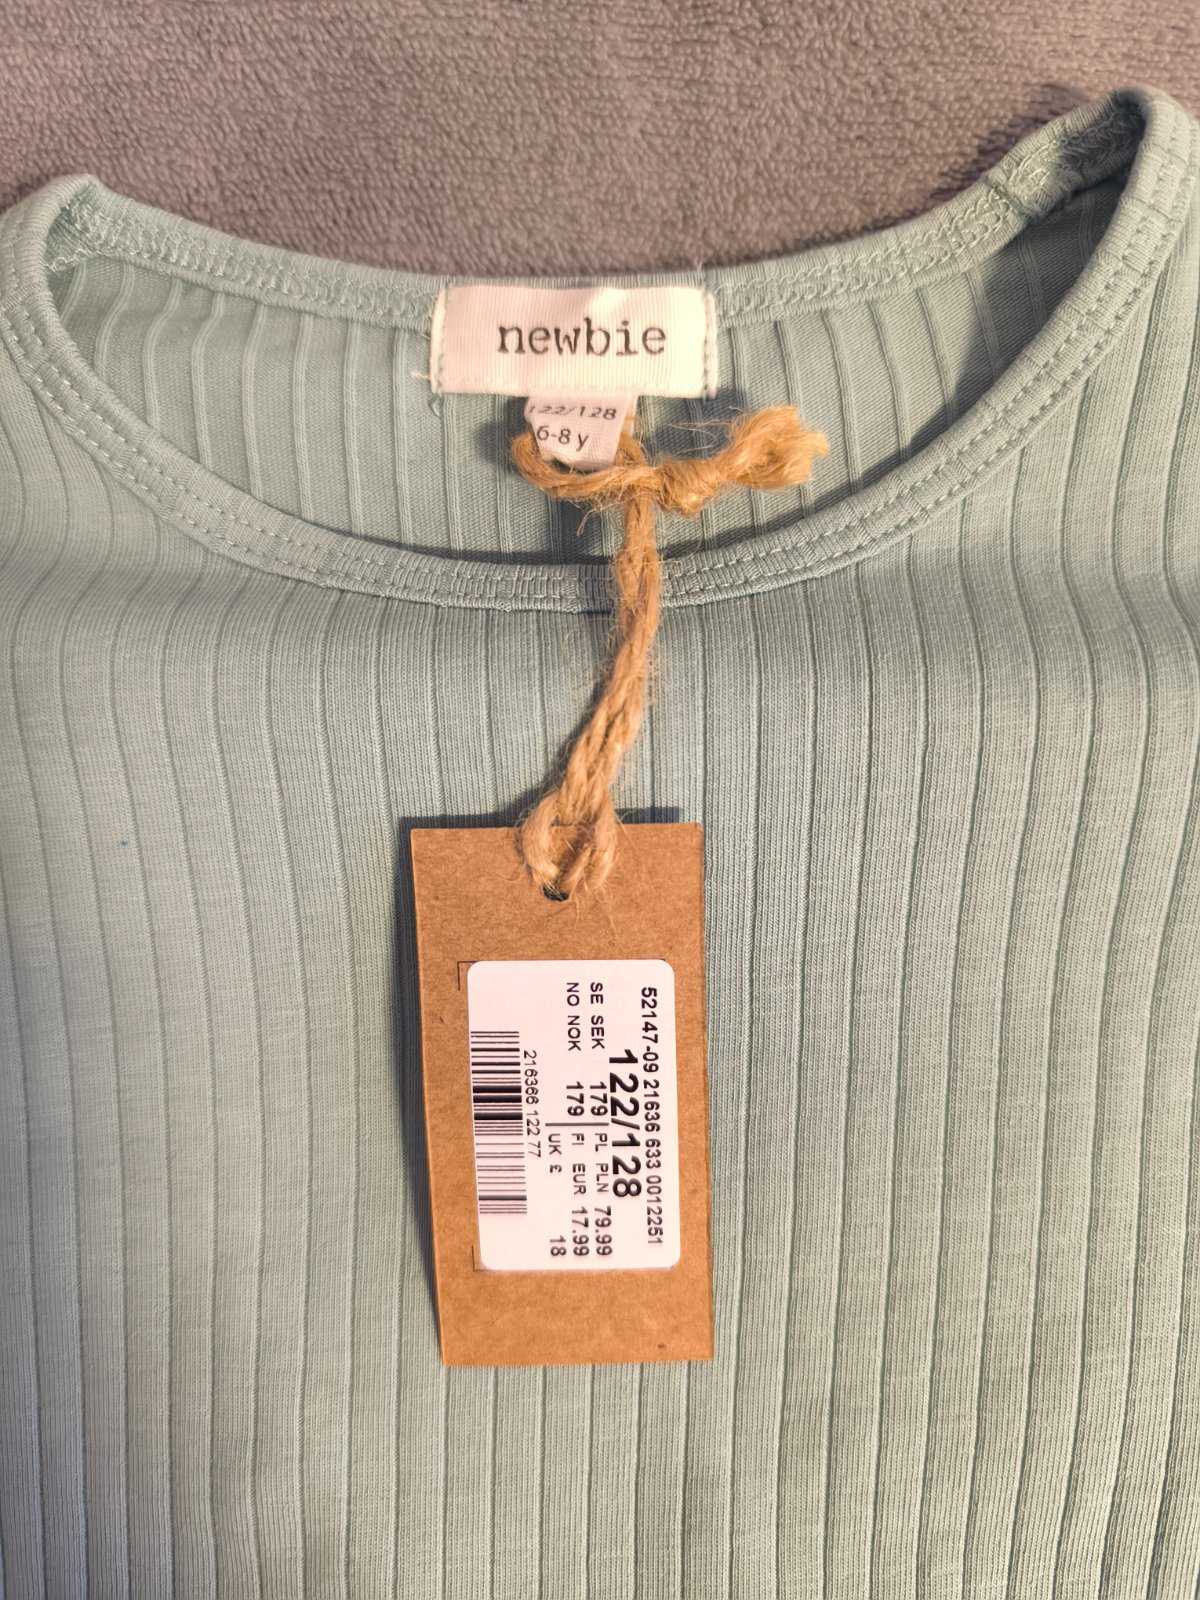 newbie
122/128
6-8 y
52147-09 21636 633 0012251
122/128
SE SEK 179 | PL PLN 79.99
NO NOK 179 | FI EUR 17.99
UK £ 18
216366 122 77